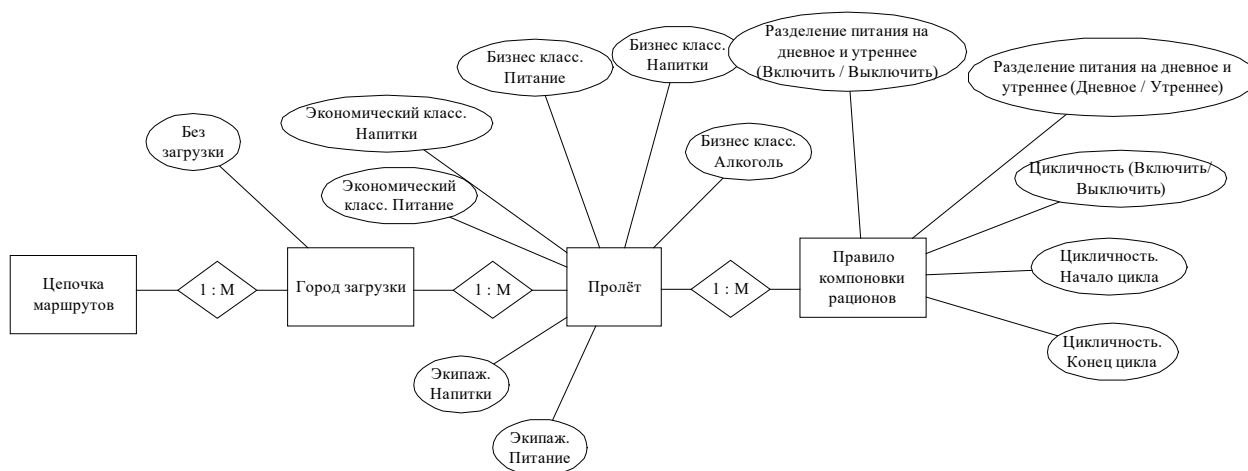 Разделение питания на
дневное и утреннее
(Включить / Выключить)
Бизнес класс.
Питание
Бизнес класс.
Напитки
Разделение питания на дневное и
утреннее (Дневное / Утреннее)
Экономический класс.
Напитки
Без
загрузки
Бизнес класс.
Алкоголь
Экономический
класс. Питание
Цикличность (Включить/
Выключить)
Цепочка
маршрутов
1 : М
Город загрузки
1 : М
Пролёт
1 : М
Правило
компоновки
рационов
Цикличность.
Начало цикла
Цикличность.
Конец цикла
Экипаж.
Напитки
Экипаж.
Питание